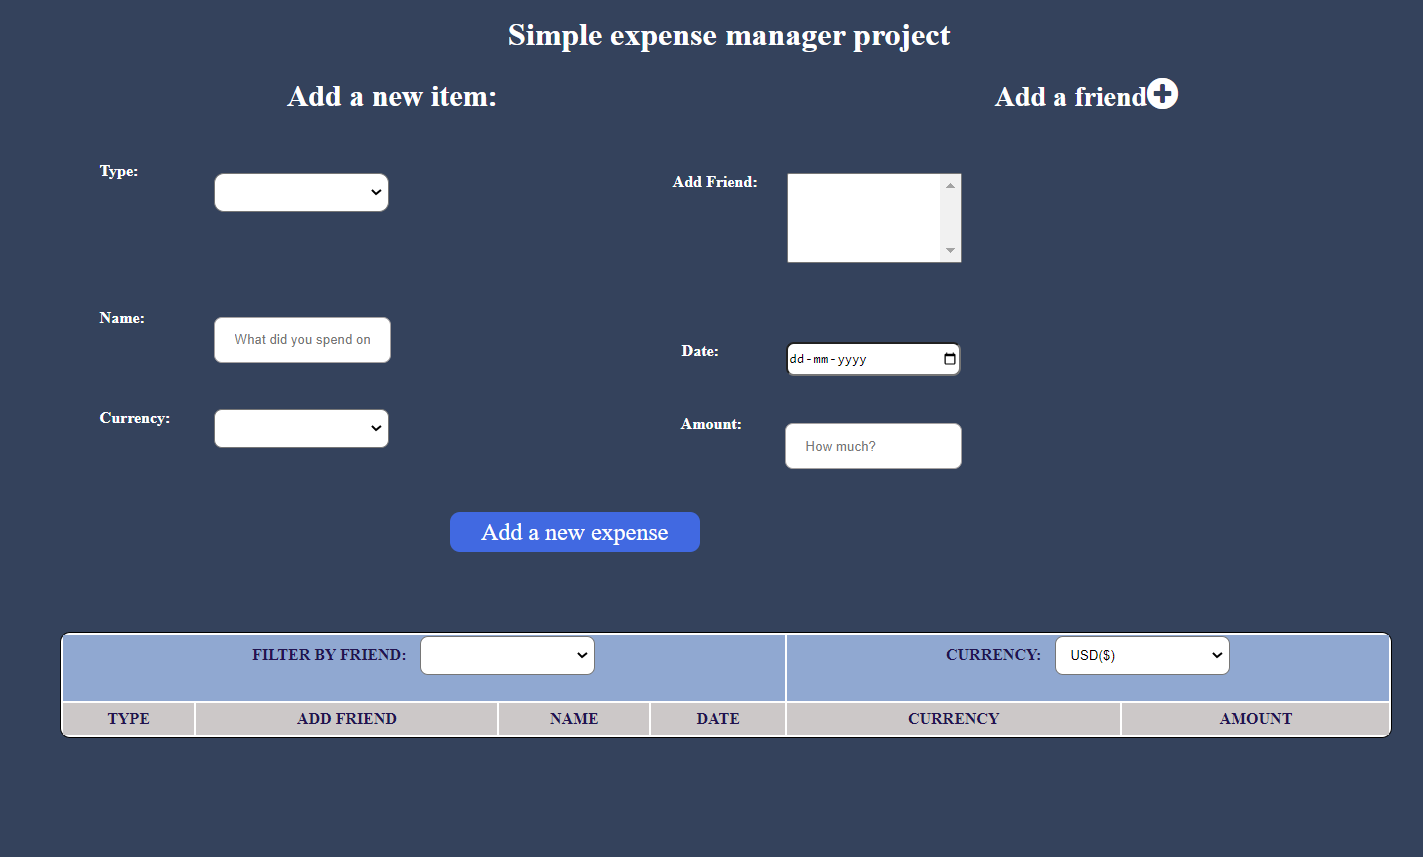 Simple expense manager project
Add a new item:
Add a friend
Type:
Add Friend:
Name:
What did you spend on
Date:
dd-mm-yyyy
Currency:
Amount:
How much?
Add a new expense
FILTER BY FRIEND:
CURRENCY:
USD($)
TYPE
ADD FRIEND
NAME
DATE
CURRENCY
AMOUNT